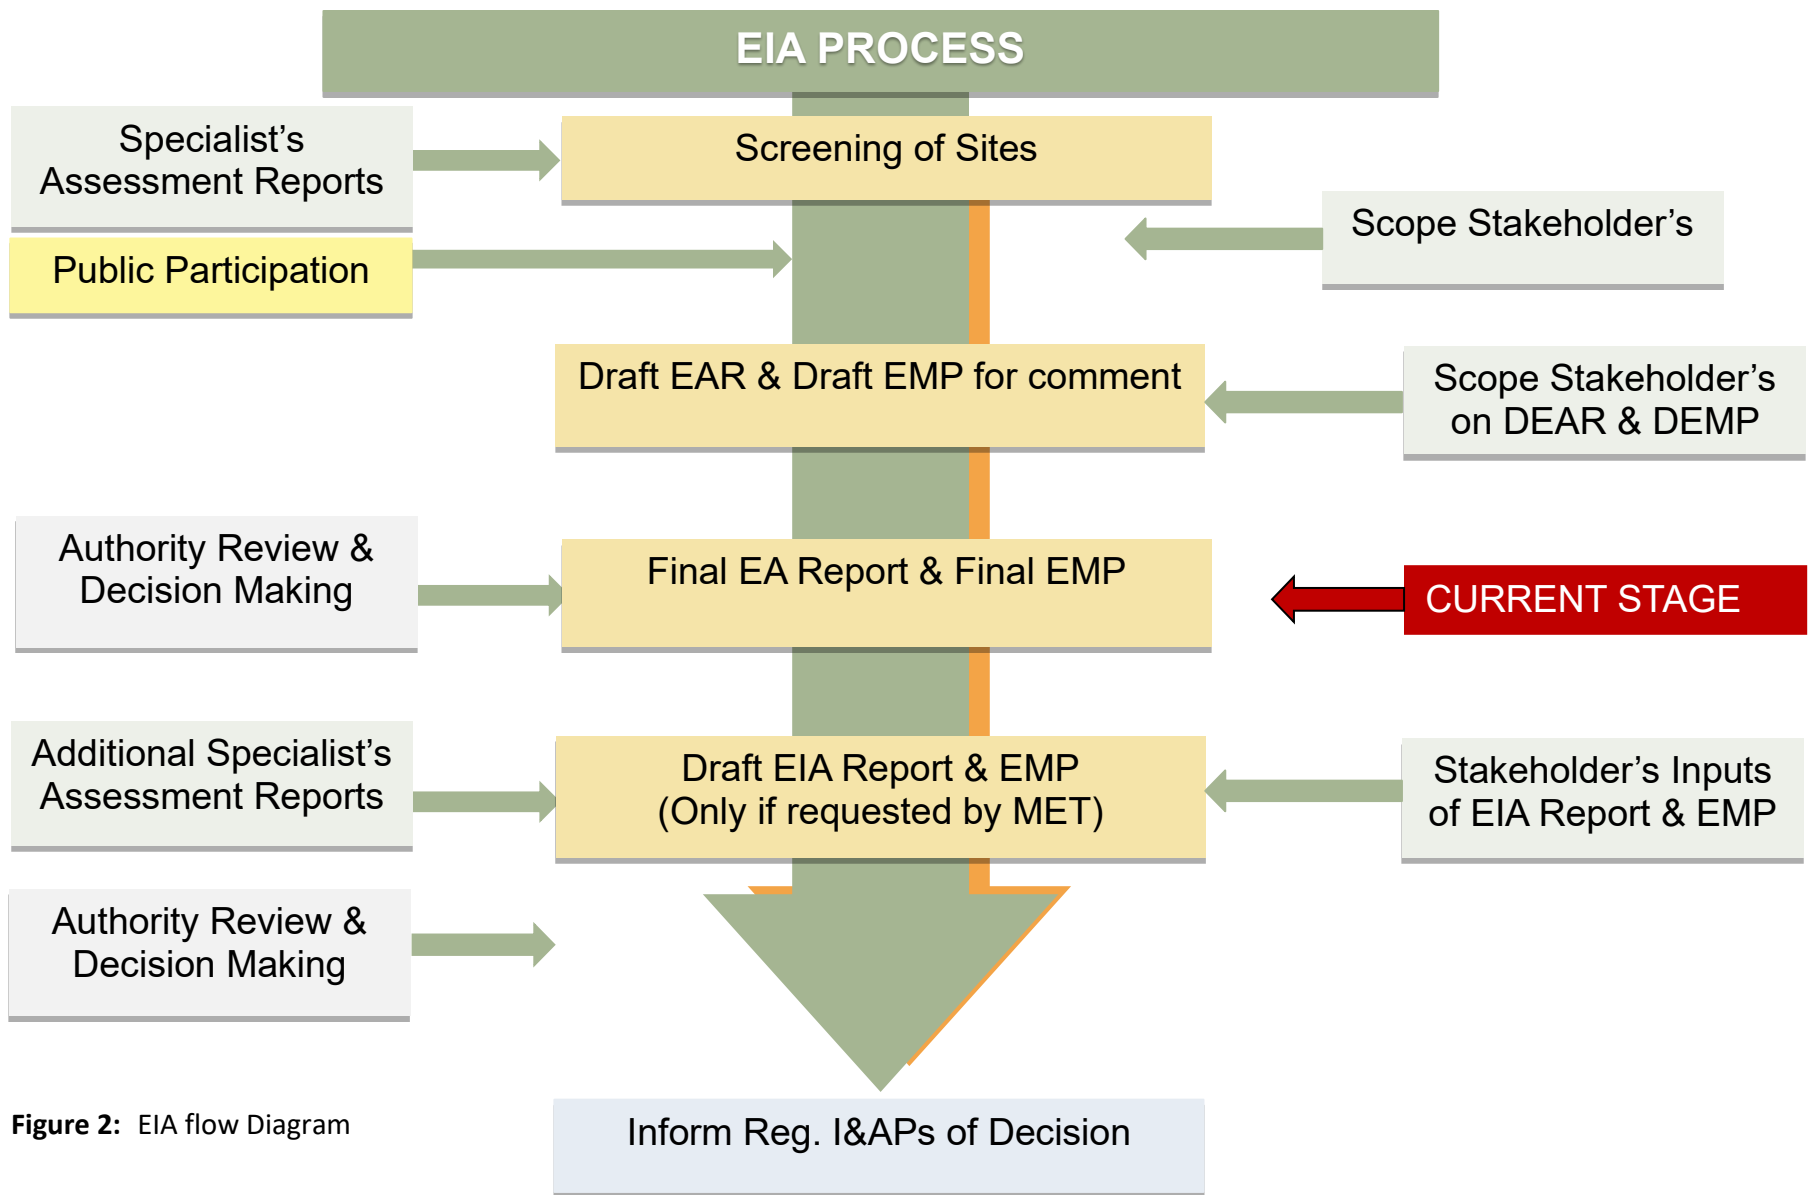 EIA PROCESS
Specialist's
Assessment Reports
Screening of Sites
Scope Stakeholder's
Public Participation
Draft EAR & Draft EMP for comment
Scope Stakeholder's
on DEAR & DEMP
Authority Review &
Decision Making
Final EA Report & Final EMP
CURRENT STAGE
Additional Specialist's
Assessment Reports
Draft EIA Report & EMP
(Only if requested by MET)
Stakeholder's Inputs
of EIA Report & EMP
Authority Review &
Decision Making
Figure 2: EIA flow Diagram
Inform Reg. I&APs of Decision